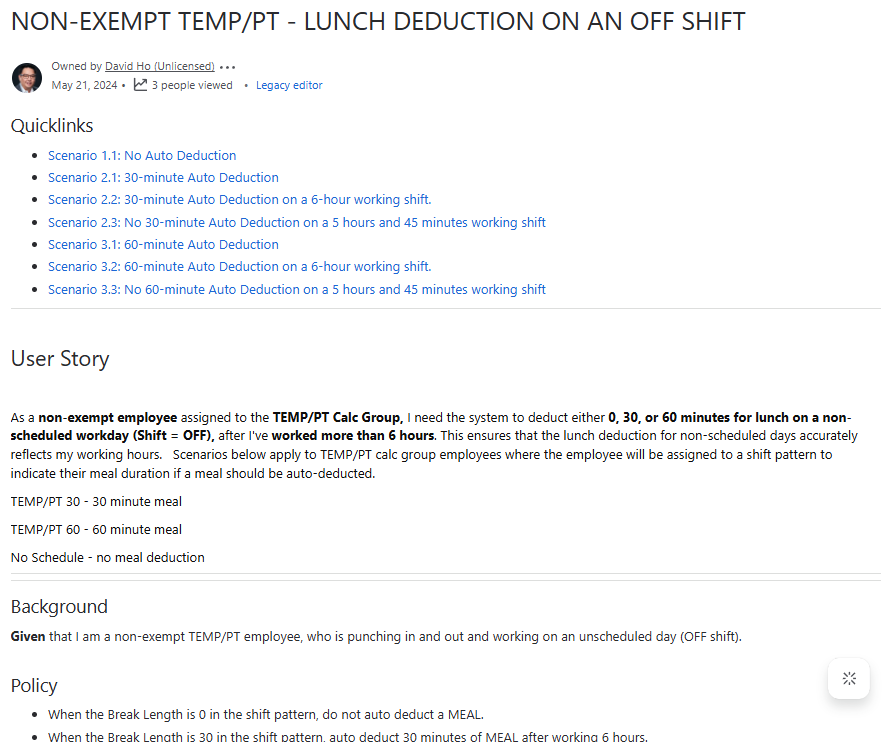 NON-EXEMPT TEMP/PT - LUNCH DEDUCTION ON AN OFF SHIFT
Owned by David Ho (Unlicensed) •••
May 21, 2024 • 3 people viewed • Legacy editor
Quicklinks
• Scenario 1.1: No Auto Deduction
• Scenario 2.1: 30-minute Auto Deduction
• Scenario 2.2: 30-minute Auto Deduction on a 6-hour working shift.
• Scenario 2.3: No 30-minute Auto Deduction on a 5 hours and 45 minutes working shift
• Scenario 3.1: 60-minute Auto Deduction
• Scenario 3.2: 60-minute Auto Deduction on a 6-hour working shift.
• Scenario 3.3: No 60-minute Auto Deduction on a 5 hours and 45 minutes working shift
User Story
As a non-exempt employee assigned to the TEMP/PT Calc Group, I need the system to deduct either 0, 30, or 60 minutes for lunch on a non-
scheduled workday (Shift = OFF), after I've worked more than 6 hours. This ensures that the lunch deduction for non-scheduled days accurately
reflects my working hours.   Scenarios below apply to TEMP/PT calc group employees where the employee will be assigned to a shift pattern to
indicate their meal duration if a meal should be auto-deducted.
TEMP/PT 30 - 30 minute meal
TEMP/PT 60 - 60 minute meal
No Schedule - no meal deduction
Background
Given that I am a non-exempt TEMP/PT employee, who is punching in and out and working on an unscheduled day (OFF shift).
Policy
• When the Break Length is 0 in the shift pattern, do not auto deduct a MEAL.
• When the Break Length is 30 in the shift pattern, auto deduct 30 minutes of MEAL after working 6 hours.